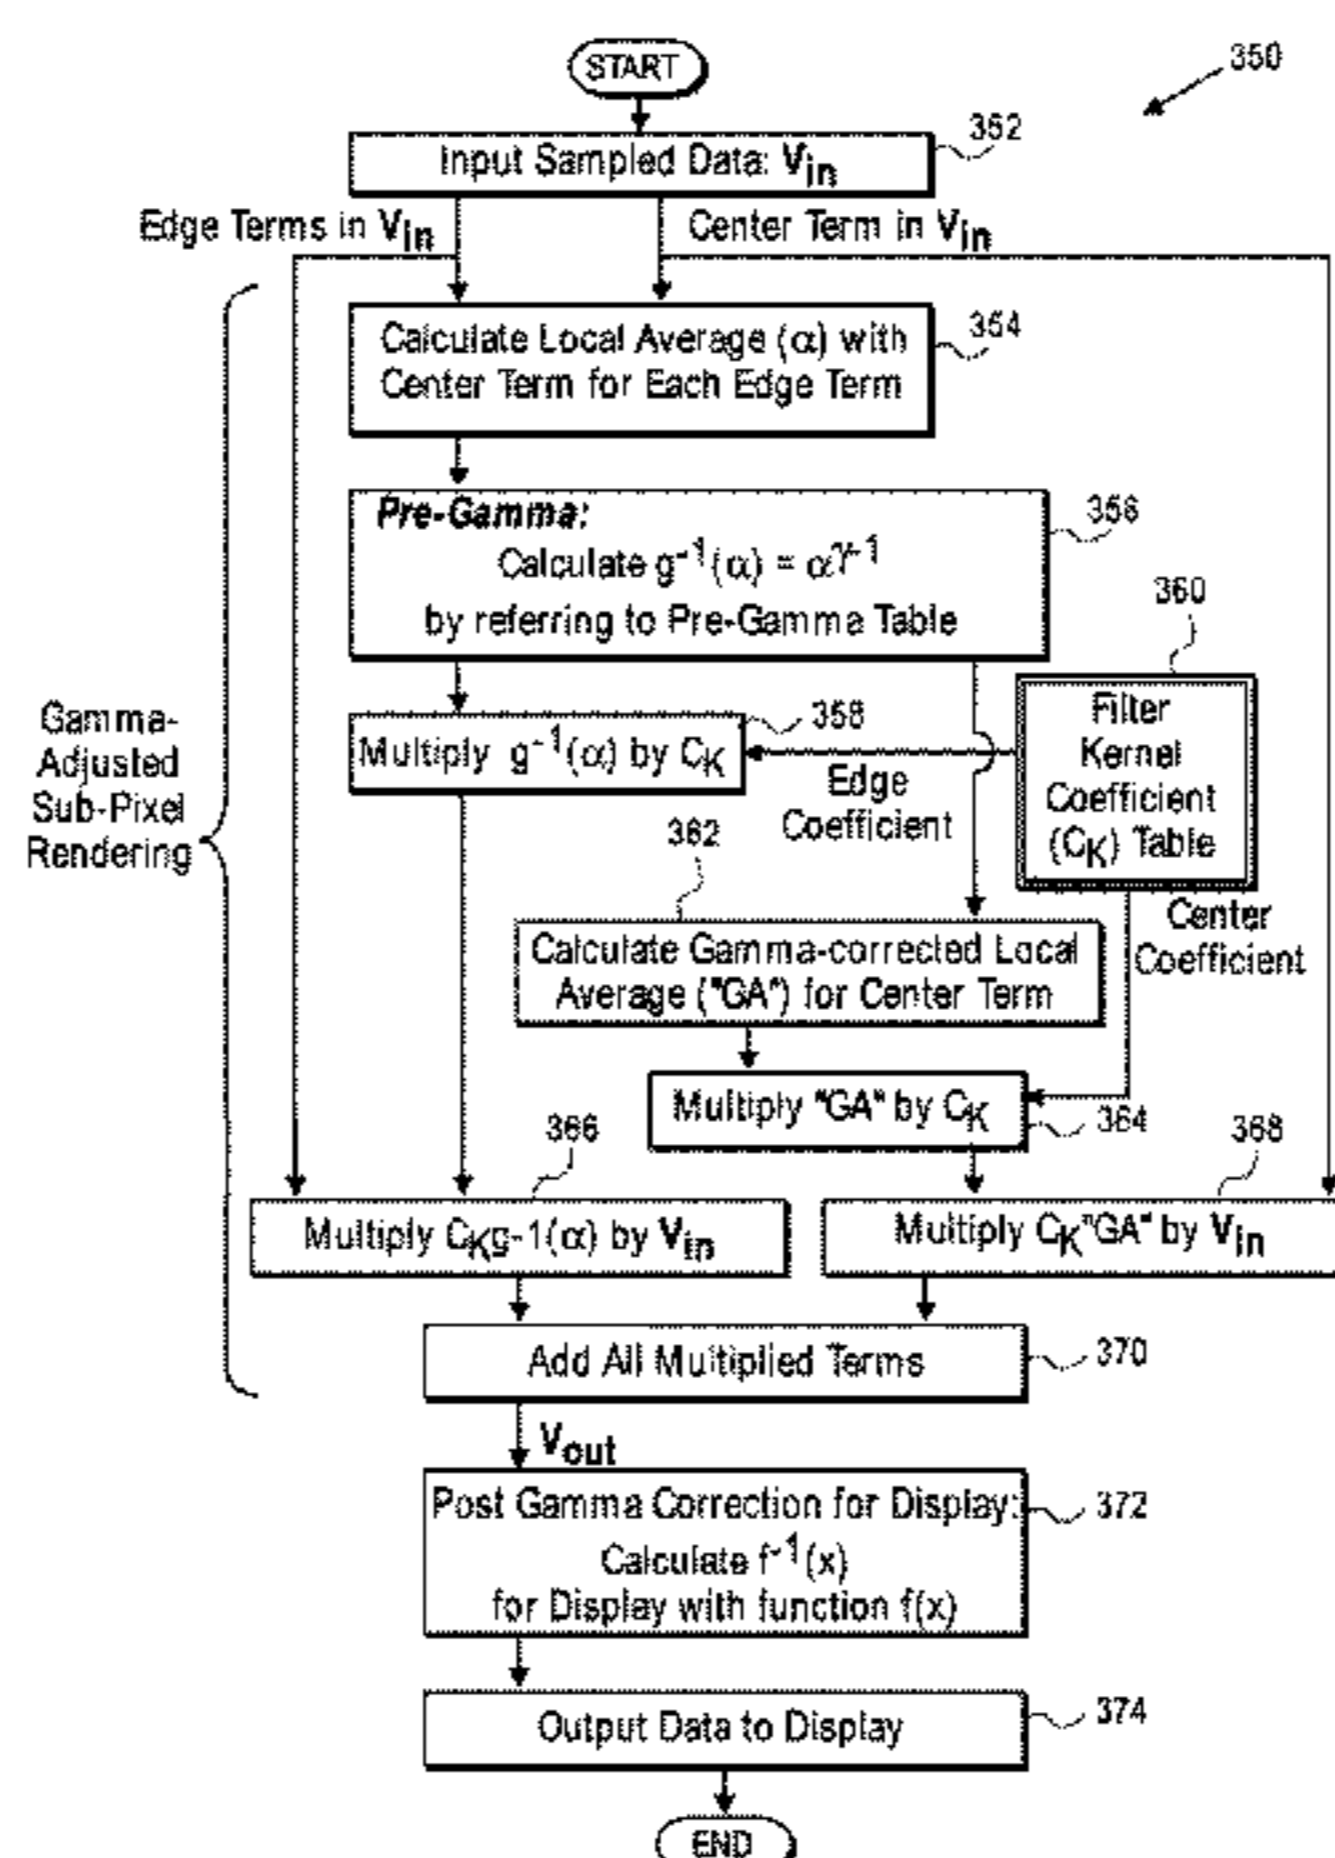 START
350
Input Sampled Data: Vin
352
Edge Terms in Vin
Center Term in Vin
Calculate Local Average (α) with
Center Term for Each Edge Term
354
Pre-Gamma:
Calculate g-1(α) = αγ-1
by referring to Pre-Gamma Table
356
360
Filter
Kernel
Coefficient
(CK) Table
Multiply g-1(α) by CK
358
Edge
Coefficient
Gamma-
Adjusted
Sub-Pixel
Rendering
362
Center
Coefficient
Calculate Gamma-corrected Local
Average ("GA") for Center Term
Multiply "GA" by CK
364
366
368
Multiply CKg-1(α) by Vin
Multiply CK"GA" by Vin
Add All Multiplied Terms
370
Vout
Post Gamma Correction for Display:
Calculate f-1(x)
for Display with function f(x)
372
Output Data to Display
374
END